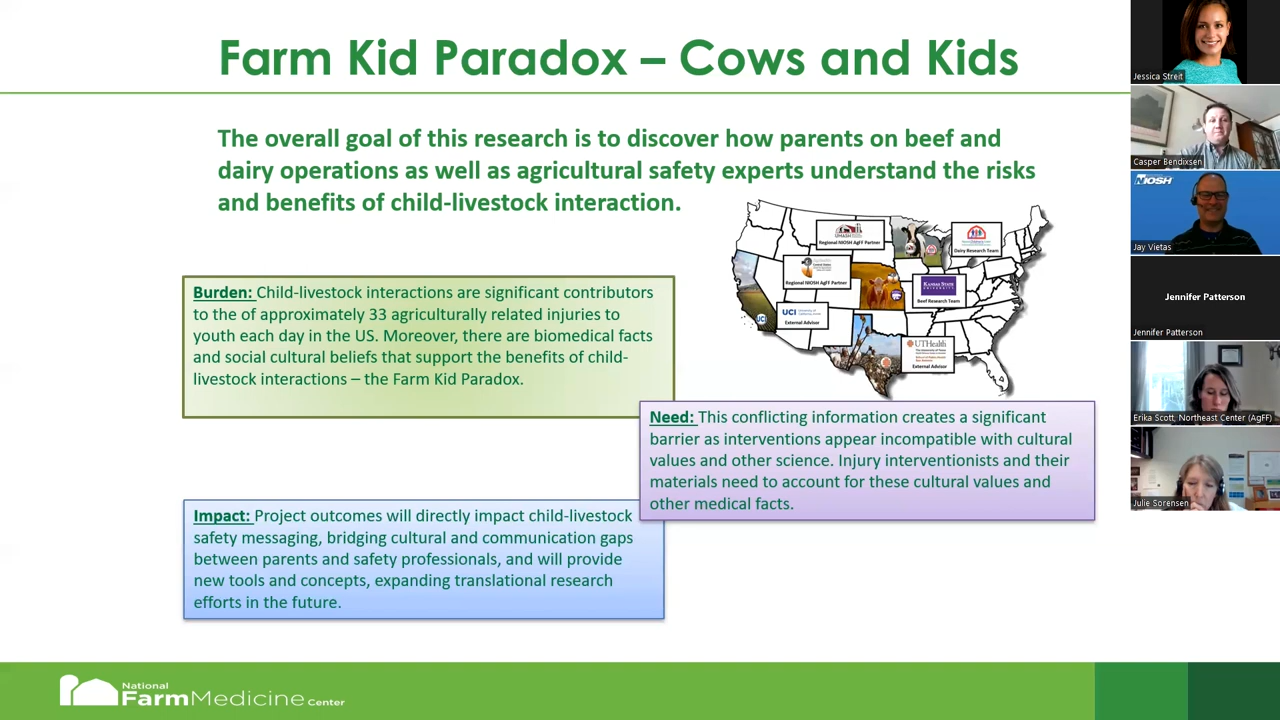 Farm Kid Paradox – Cows and Kids
The overall goal of this research is to discover how parents on beef and
dairy operations as well as agricultural safety experts understand the risks
and benefits of child-livestock interaction.
Burden: Child-livestock interactions are significant contributors
to the of approximately 33 agriculturally related injuries to
youth each day in the US. Moreover, there are biomedical facts
and social cultural beliefs that support the benefits of child-
livestock interactions – the Farm Kid Paradox.
UMASH
Regional NIOSH AgFF Partner
Dairy Research Team
Regional NIOSH AgFF Partner
KANSAS STATE
UNIVERSITY
Beef Research Team
UCI
UCI
External Advisor
UTHealth
External Advisor
Need: This conflicting information creates a significant
barrier as interventions appear incompatible with cultural
values and other science. Injury interventionists and their
materials need to account for these cultural values and
other medical facts.
Impact: Project outcomes will directly impact child-livestock
safety messaging, bridging cultural and communication gaps
between parents and safety professionals, and will provide
new tools and concepts, expanding translational research
efforts in the future.
National
FarmMedicine Center
Jessica Streit
Casper Bendixsen
NIOSH
Jay Vietas
Jennifer Patterson
Jennifer Patterson
Erika Scott, Northeast Center (AgFF)
Julie Sorensen